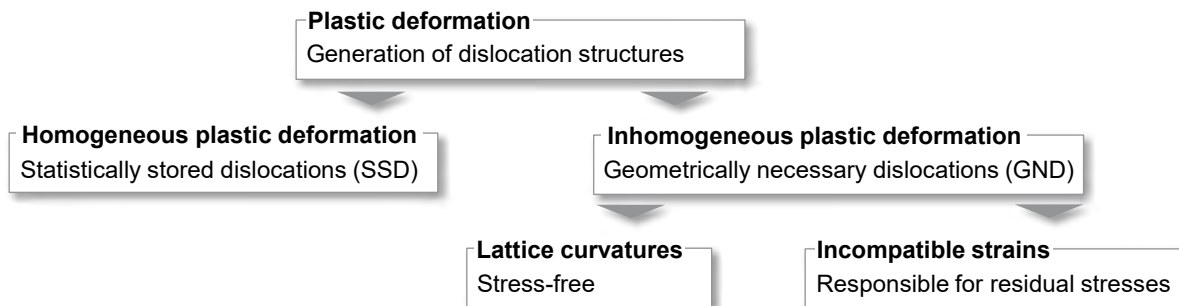 Plastic deformation
Generation of dislocation structures
Homogeneous plastic deformation
Statistically stored dislocations (SSD)
Inhomogeneous plastic deformation
Geometrically necessary dislocations (GND)
Lattice curvatures
Stress-free
Incompatible strains
Responsible for residual stresses